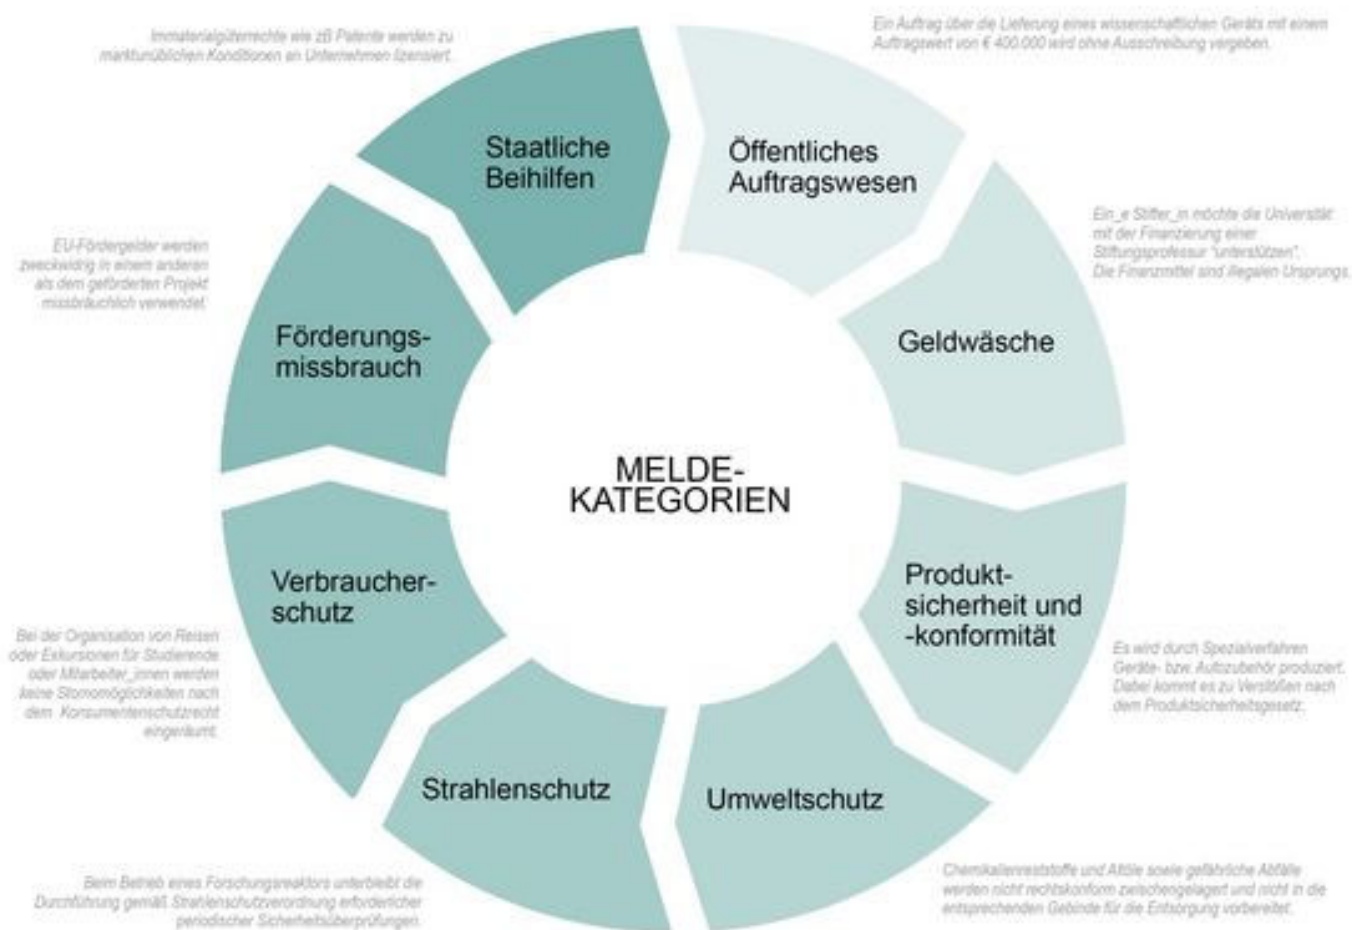 Immaterialgüterrechte wie zB Patente werden zu
marktunüblichen Konditionen an Unternehmen lizensiert.
Ein Auftrag über die Lieferung eines wissenschaftlichen Geräts mit einem
Auftragswert von € 400.000 wird ohne Ausschreibung vergeben.
Staatliche
Beihilfen
Öffentliches
Auftragswesen
Ein_e Stifter_in möchte die Universität
mit der Finanzierung einer
Stiftungsprofessur "unterstützen".
Die Finanzmittel sind illegalen Ursprungs.
EU-Fördergelder werden
zweckwidrig in einem anderen
als dem geförderten Projekt
missbräuchlich verwendet.
Förderungs-
missbrauch
Geldwäsche
MELDE-
KATEGORIEN
Verbraucher-
schutz
Produkt-
sicherheit und
-konformität
Bei der Organisation von Reisen
oder Exkursionen für Studierende
oder Mitarbeiter_innen werden
keine Stornomöglichkeiten nach
dem Konsumentenschutzrecht
eingeräumt.
Es wird durch Spezialverfahren
Geräte- bzw. Autozubehör produziert.
Dabei kommt es zu Verstößen nach
dem Produktsicherheitsgesetz.
Strahlenschutz
Umweltschutz
Beim Betrieb eines Forschungsreaktors unterbleibt die
Durchführung gemäß Strahlenschutzverordnung erforderlicher
periodischer Sicherheitsüberprüfungen.
Chemikalienreststoffe und Altöle sowie gefährliche Abfälle
werden nicht rechtskonform zwischengelagert und nicht in die
entsprechenden Gebinde für die Entsorgung vorbereitet.